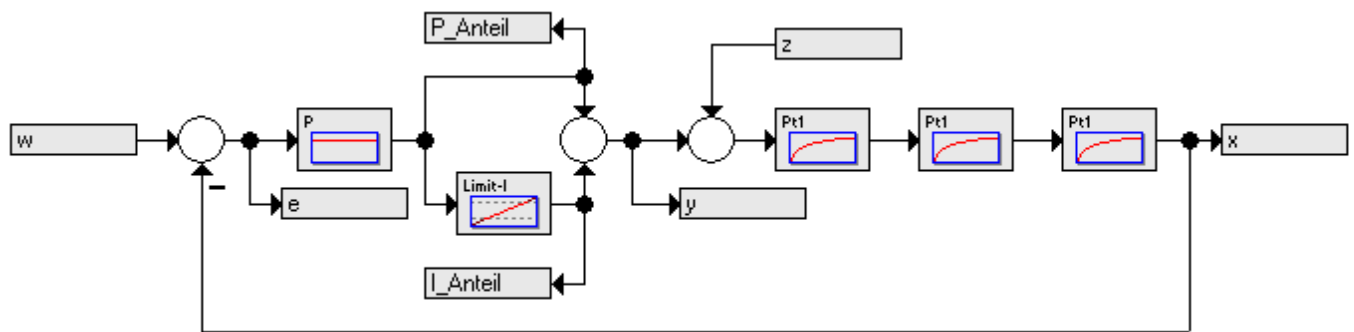 P_Anteil
z
P
Pt1
Pt1
Pt1
w
x
Limit-I
e
y
I_Anteil